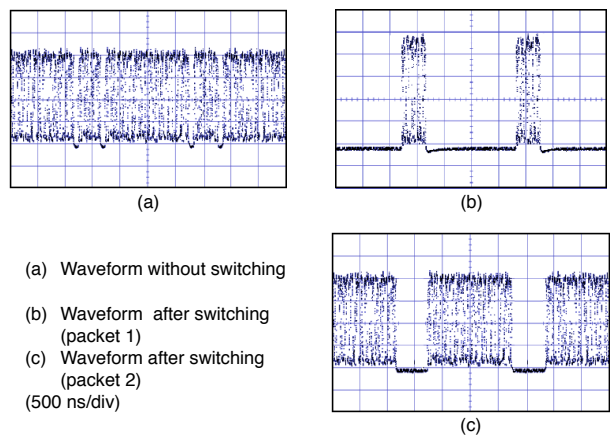 (a)
(b)
(a) Waveform without switching
(b) Waveform after switching
(packet 1)
(c) Waveform after switching
(packet 2)
(500 ns/div)
(c)